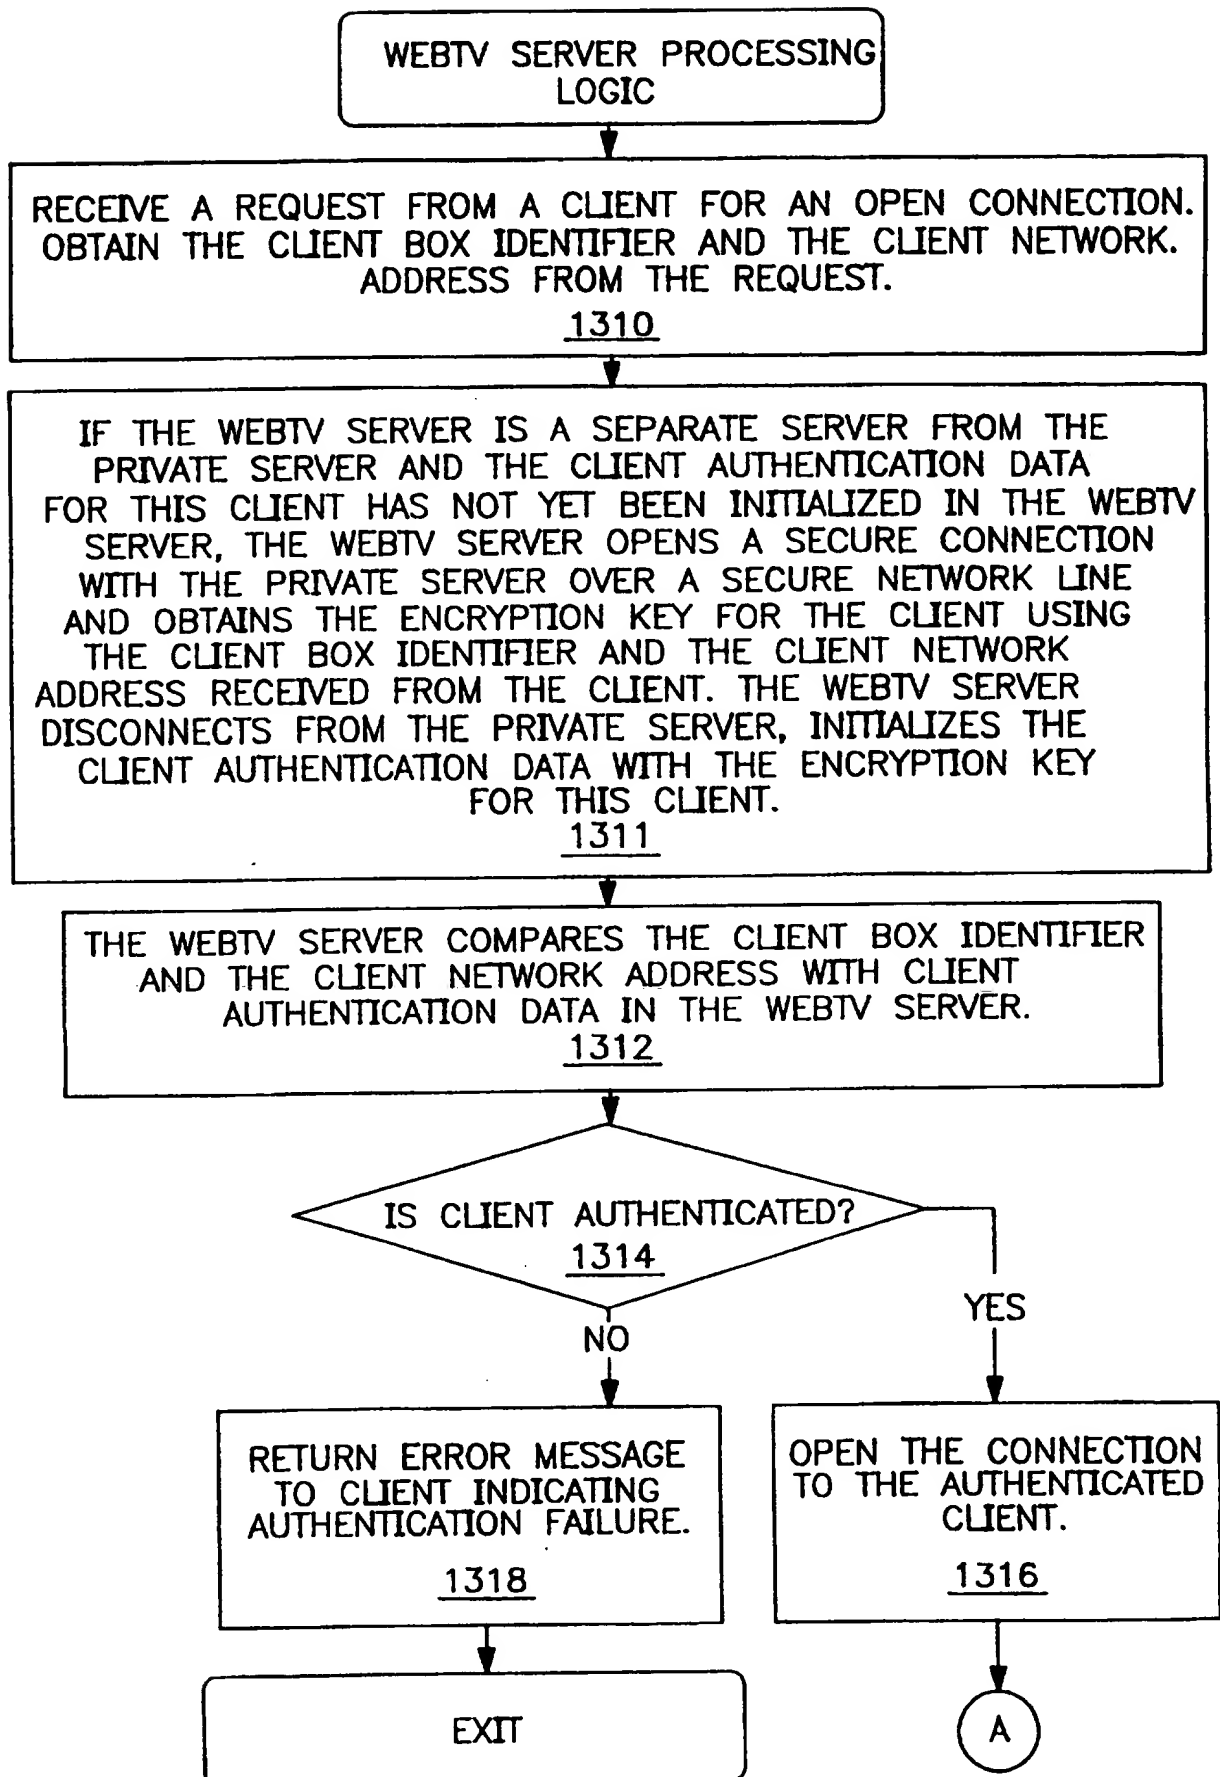 WEBTV SERVER PROCESSING
LOGIC
RECEIVE A REQUEST FROM A CLIENT FOR AN OPEN CONNECTION.
OBTAIN THE CLIENT BOX IDENTIFIER AND THE CLIENT NETWORK.
ADDRESS FROM THE REQUEST.
1310
IF THE WEBTV SERVER IS A SEPARATE SERVER FROM THE
PRIVATE SERVER AND THE CLIENT AUTHENTICATION DATA
FOR THIS CLIENT HAS NOT YET BEEN INITIALIZED IN THE WEBTV
SERVER, THE WEBTV SERVER OPENS A SECURE CONNECTION
WITH THE PRIVATE SERVER OVER A SECURE NETWORK LINE
AND OBTAINS THE ENCRYPTION KEY FOR THE CLIENT USING
THE CLIENT BOX IDENTIFIER AND THE CLIENT NETWORK
ADDRESS RECEIVED FROM THE CLIENT. THE WEBTV SERVER
DISCONNECTS FROM THE PRIVATE SERVER, INITIALIZES THE
CLIENT AUTHENTICATION DATA WITH THE ENCRYPTION KEY
FOR THIS CLIENT.
1311
THE WEBTV SERVER COMPARES THE CLIENT BOX IDENTIFIER
AND THE CLIENT NETWORK ADDRESS WITH CLIENT
AUTHENTICATION DATA IN THE WEBTV SERVER.
1312
IS CLIENT AUTHENTICATED?
1314
YES
NO
RETURN ERROR MESSAGE
TO CLIENT INDICATING
AUTHENTICATION FAILURE.
1318
OPEN THE CONNECTION
TO THE AUTHENTICATED
CLIENT.
1316
EXIT
A